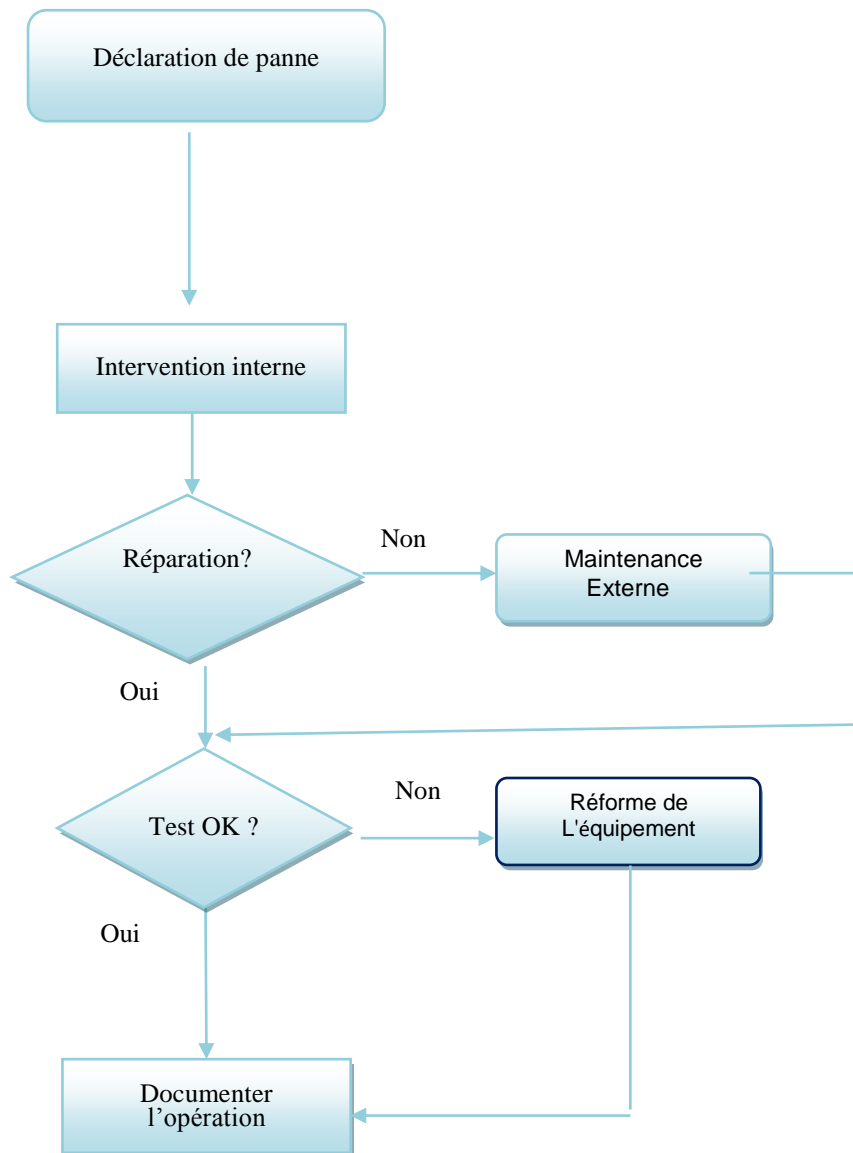 Déclaration de panne
Intervention interne
Réparation?
Non
Maintenance
Externe
Oui
Test OK ?
Non
Réforme de
L'équipement
Oui
Documenter
l’opération